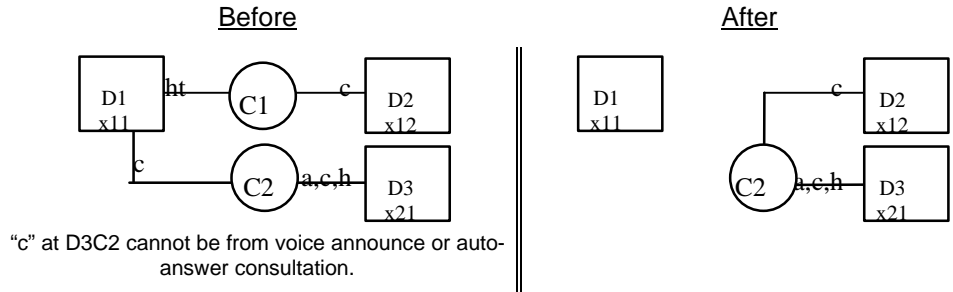 Before
After
D1
x11
ht
C1
c
D2
x12
c
C2
a,c,h
D3
x21
"c" at D3C2 cannot be from voice announce or auto-
answer consultation.
D1
x11
c
D2
x12
C2
a,c,h
D3
x21